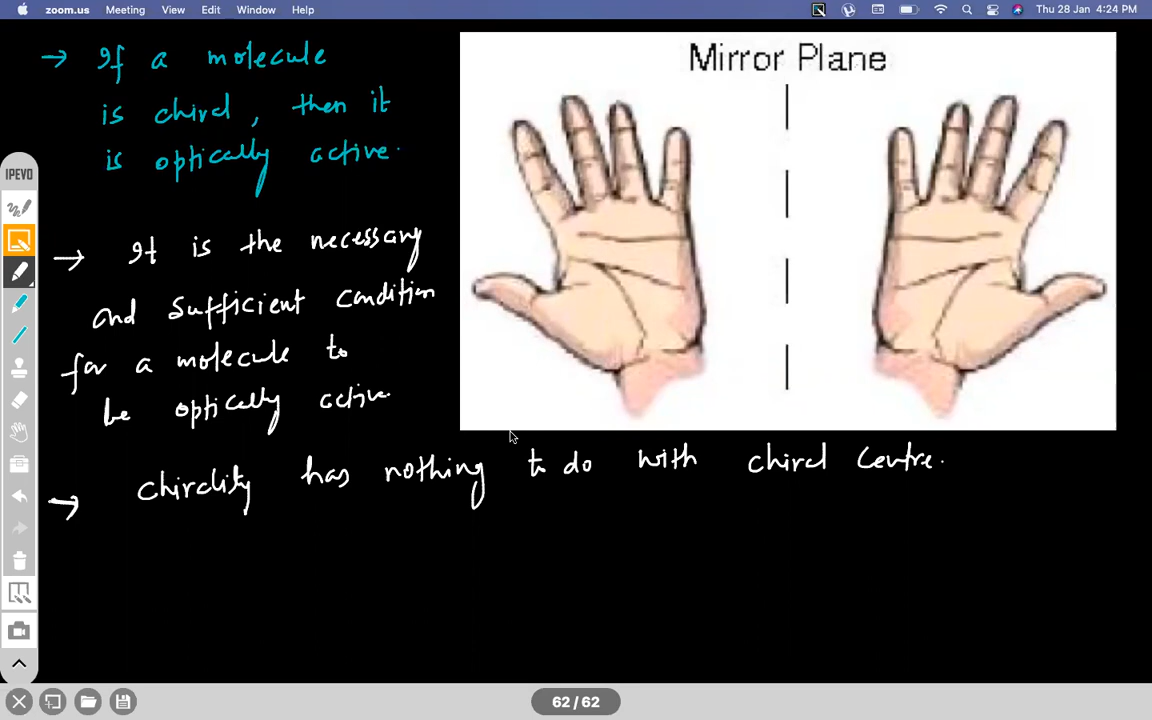 zoom.us Meeting View Edit Window Help Thu 28 Jan 4:24 PM
→ If a molecule
is chiral, then it
is optically active.
→ It is the necessary
and sufficient condition
for a molecule to
be optically active.
→ chirality has nothing to do with chiral centre.
Mirror Plane
IPEVO
62 / 62